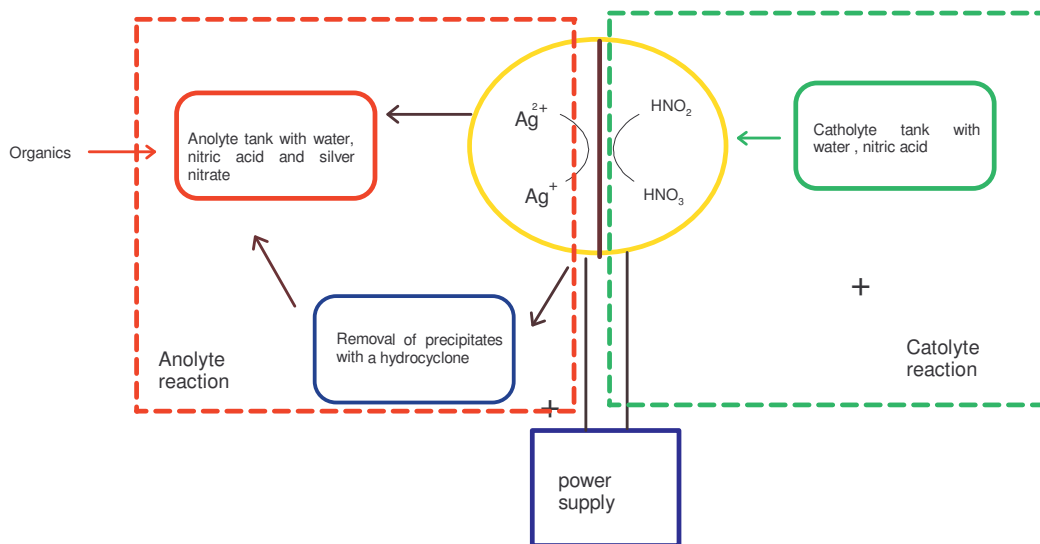 Organics
Anolyte tank with water,
nitric acid and silver
nitrate
Ag2+
Ag+
HNO2
HNO3
Catholyte tank with
water , nitric acid
+
Removal of precipitates
with a hydrocyclone
Anolyte
reaction
Catolyte
reaction
+
power
supply